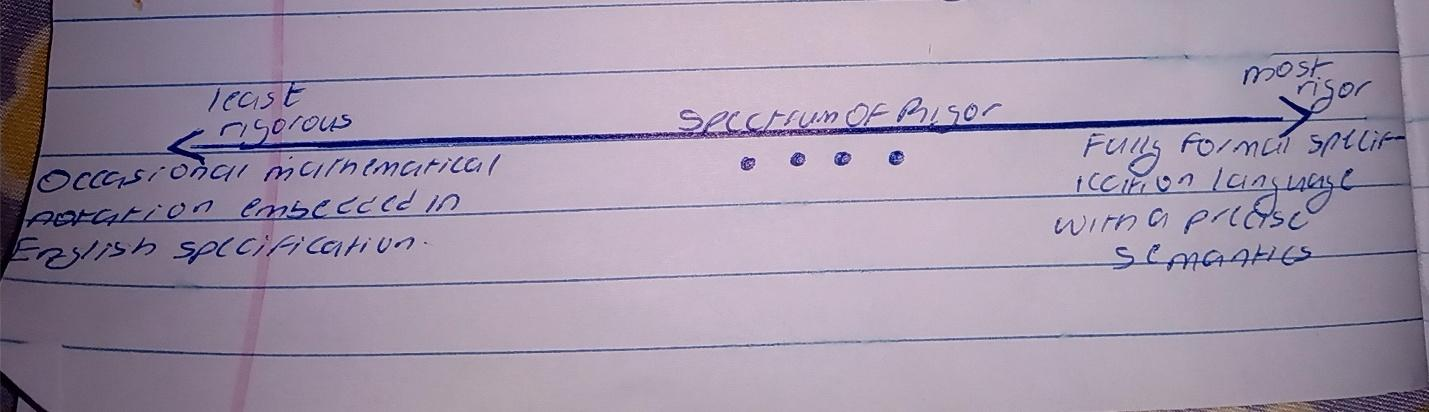 least
rigorous
Spectrum Of Rigor
most
rigor
Occasional mathematical
notation embedded in
English specification.
Fully formal specif-
ication language
with a precise
semantics